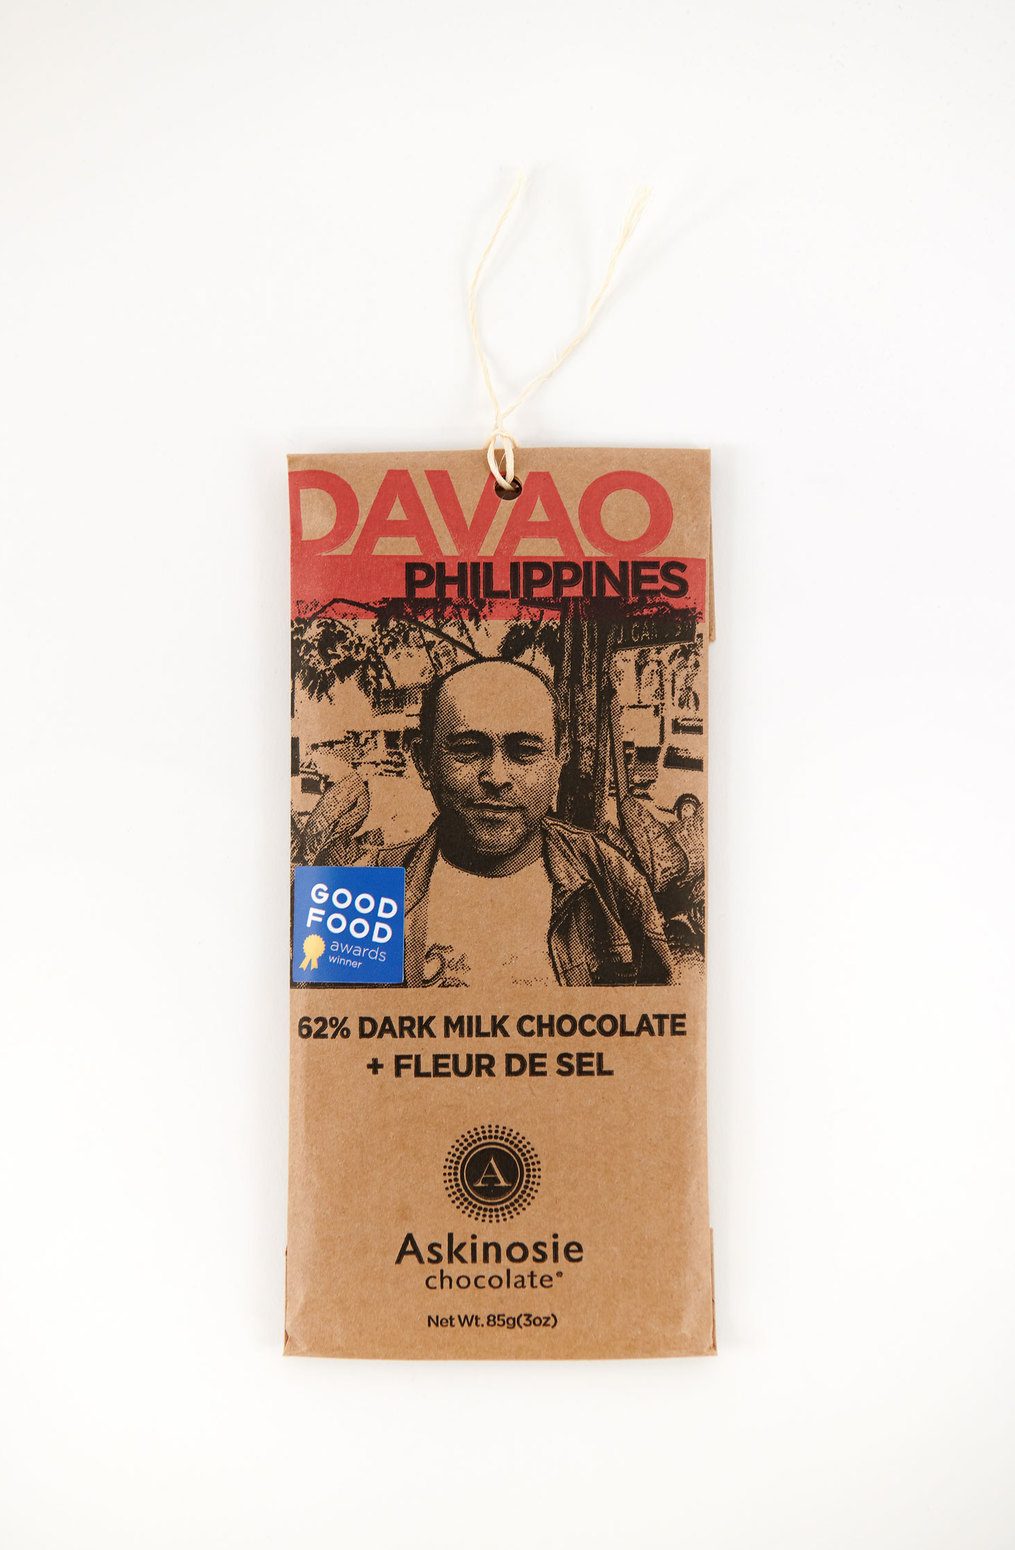 DAVAO
PHILIPPINES
GOOD
FOOD
awards
winner
62% DARK MILK CHOCOLATE
+ FLEUR DE SEL
A
Askinosie
chocolate®
Net Wt. 85g(3oz)